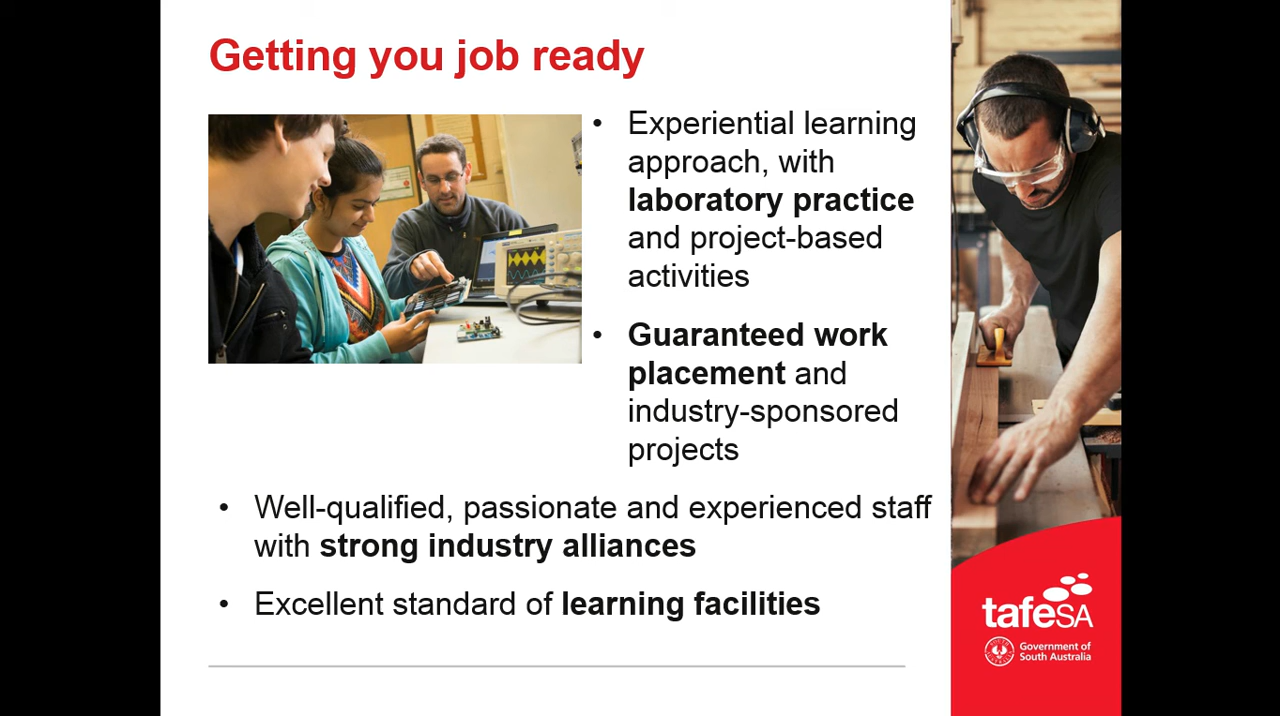 Getting you job ready
• Experiential learning
approach, with
laboratory practice
and project-based
activities
• Guaranteed work
placement and
industry-sponsored
projects
• Well-qualified, passionate and experienced staff
with strong industry alliances
• Excellent standard of learning facilities
tafeSA
Government of
South Australia